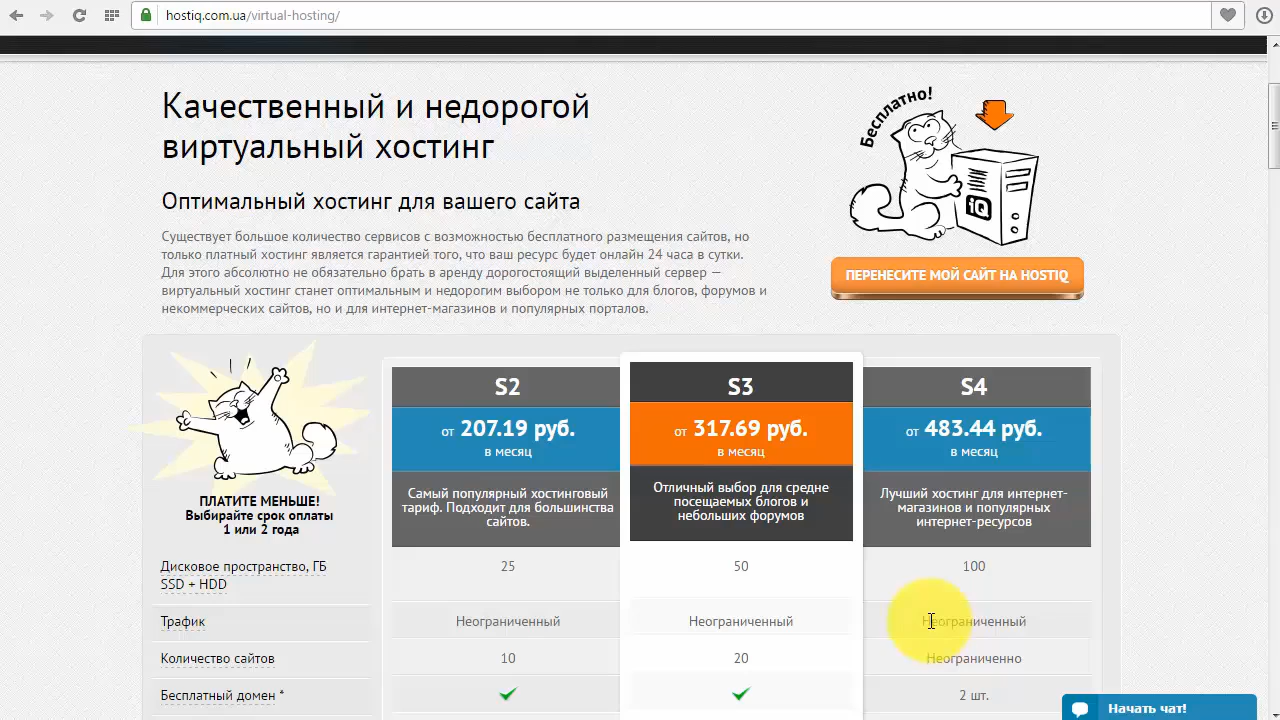 hostiq.com.ua/virtual-hosting/
Качественный и недорогой
виртуальный хостинг
Оптимальный хостинг для вашего сайта
Существует большое количество сервисов с возможностью бесплатного размещения сайтов, но
только платный хостинг является гарантией того, что ваш ресурс будет онлайн 24 часа в сутки.
Для этого абсолютно не обязательно брать в аренду дорогостоящий выделенный сервер —
виртуальный хостинг станет оптимальным и недорогим выбором не только для блогов, форумов и
некоммерческих сайтов, но и для интернет-магазинов и популярных порталов.
Бесплатно!
iQ
ПЕРЕНЕСИТЕ МОЙ САЙТ НА HOSTIQ
ПЛАТИТЕ МЕНЬШЕ!
Выбирайте срок оплаты
1 или 2 года
S2 S3 S4
от 207.19 руб. от 317.69 руб. от 483.44 руб.
в месяц в месяц в месяц
Самый популярный хостинговый
тариф. Подходит для большинства
сайтов.
Отличный выбор для средне
посещаемых блогов и
небольших форумов
Лучший хостинг для интернет-
магазинов и популярных
интернет-ресурсов
Дисковое пространство, ГБ 25 50 100
SSD + HDD
Трафик Неограниченный Неограниченный Неограниченный
Количество сайтов 10 20 Неограниченно
Бесплатный домен * 2 шт.
Начать чат!